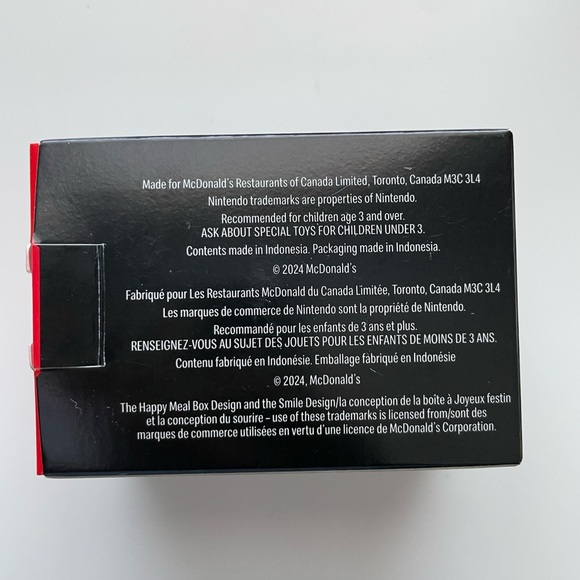 Made for McDonald's Restaurants of Canada Limited, Toronto, Canada M3C 3L4
Nintendo trademarks are properties of Nintendo.
Recommended for children age 3 and over.
ASK ABOUT SPECIAL TOYS FOR CHILDREN UNDER 3.
Contents made in Indonesia. Packaging made in Indonesia.
© 2024 McDonald's
Fabriqué pour Les Restaurants McDonald du Canada Limitée, Toronto, Canada M3C 3L4
Les marques de commerce de Nintendo sont la propriété de Nintendo.
Recommandé pour les enfants de 3 ans et plus.
RENSEIGNEZ-VOUS AU SUJET DES JOUETS POUR LES ENFANTS DE MOINS DE 3 ANS.
Contenu fabriqué en Indonésie. Emballage fabriqué en Indonésie
© 2024, McDonald's
The Happy Meal Box Design and the Smile Design/la conception de la boîte à Joyeux festin
et la conception du sourire – use of these trademarks is licensed from/sont des
marques de commerce utilisées en vertu d'une licence de McDonald's Corporation.